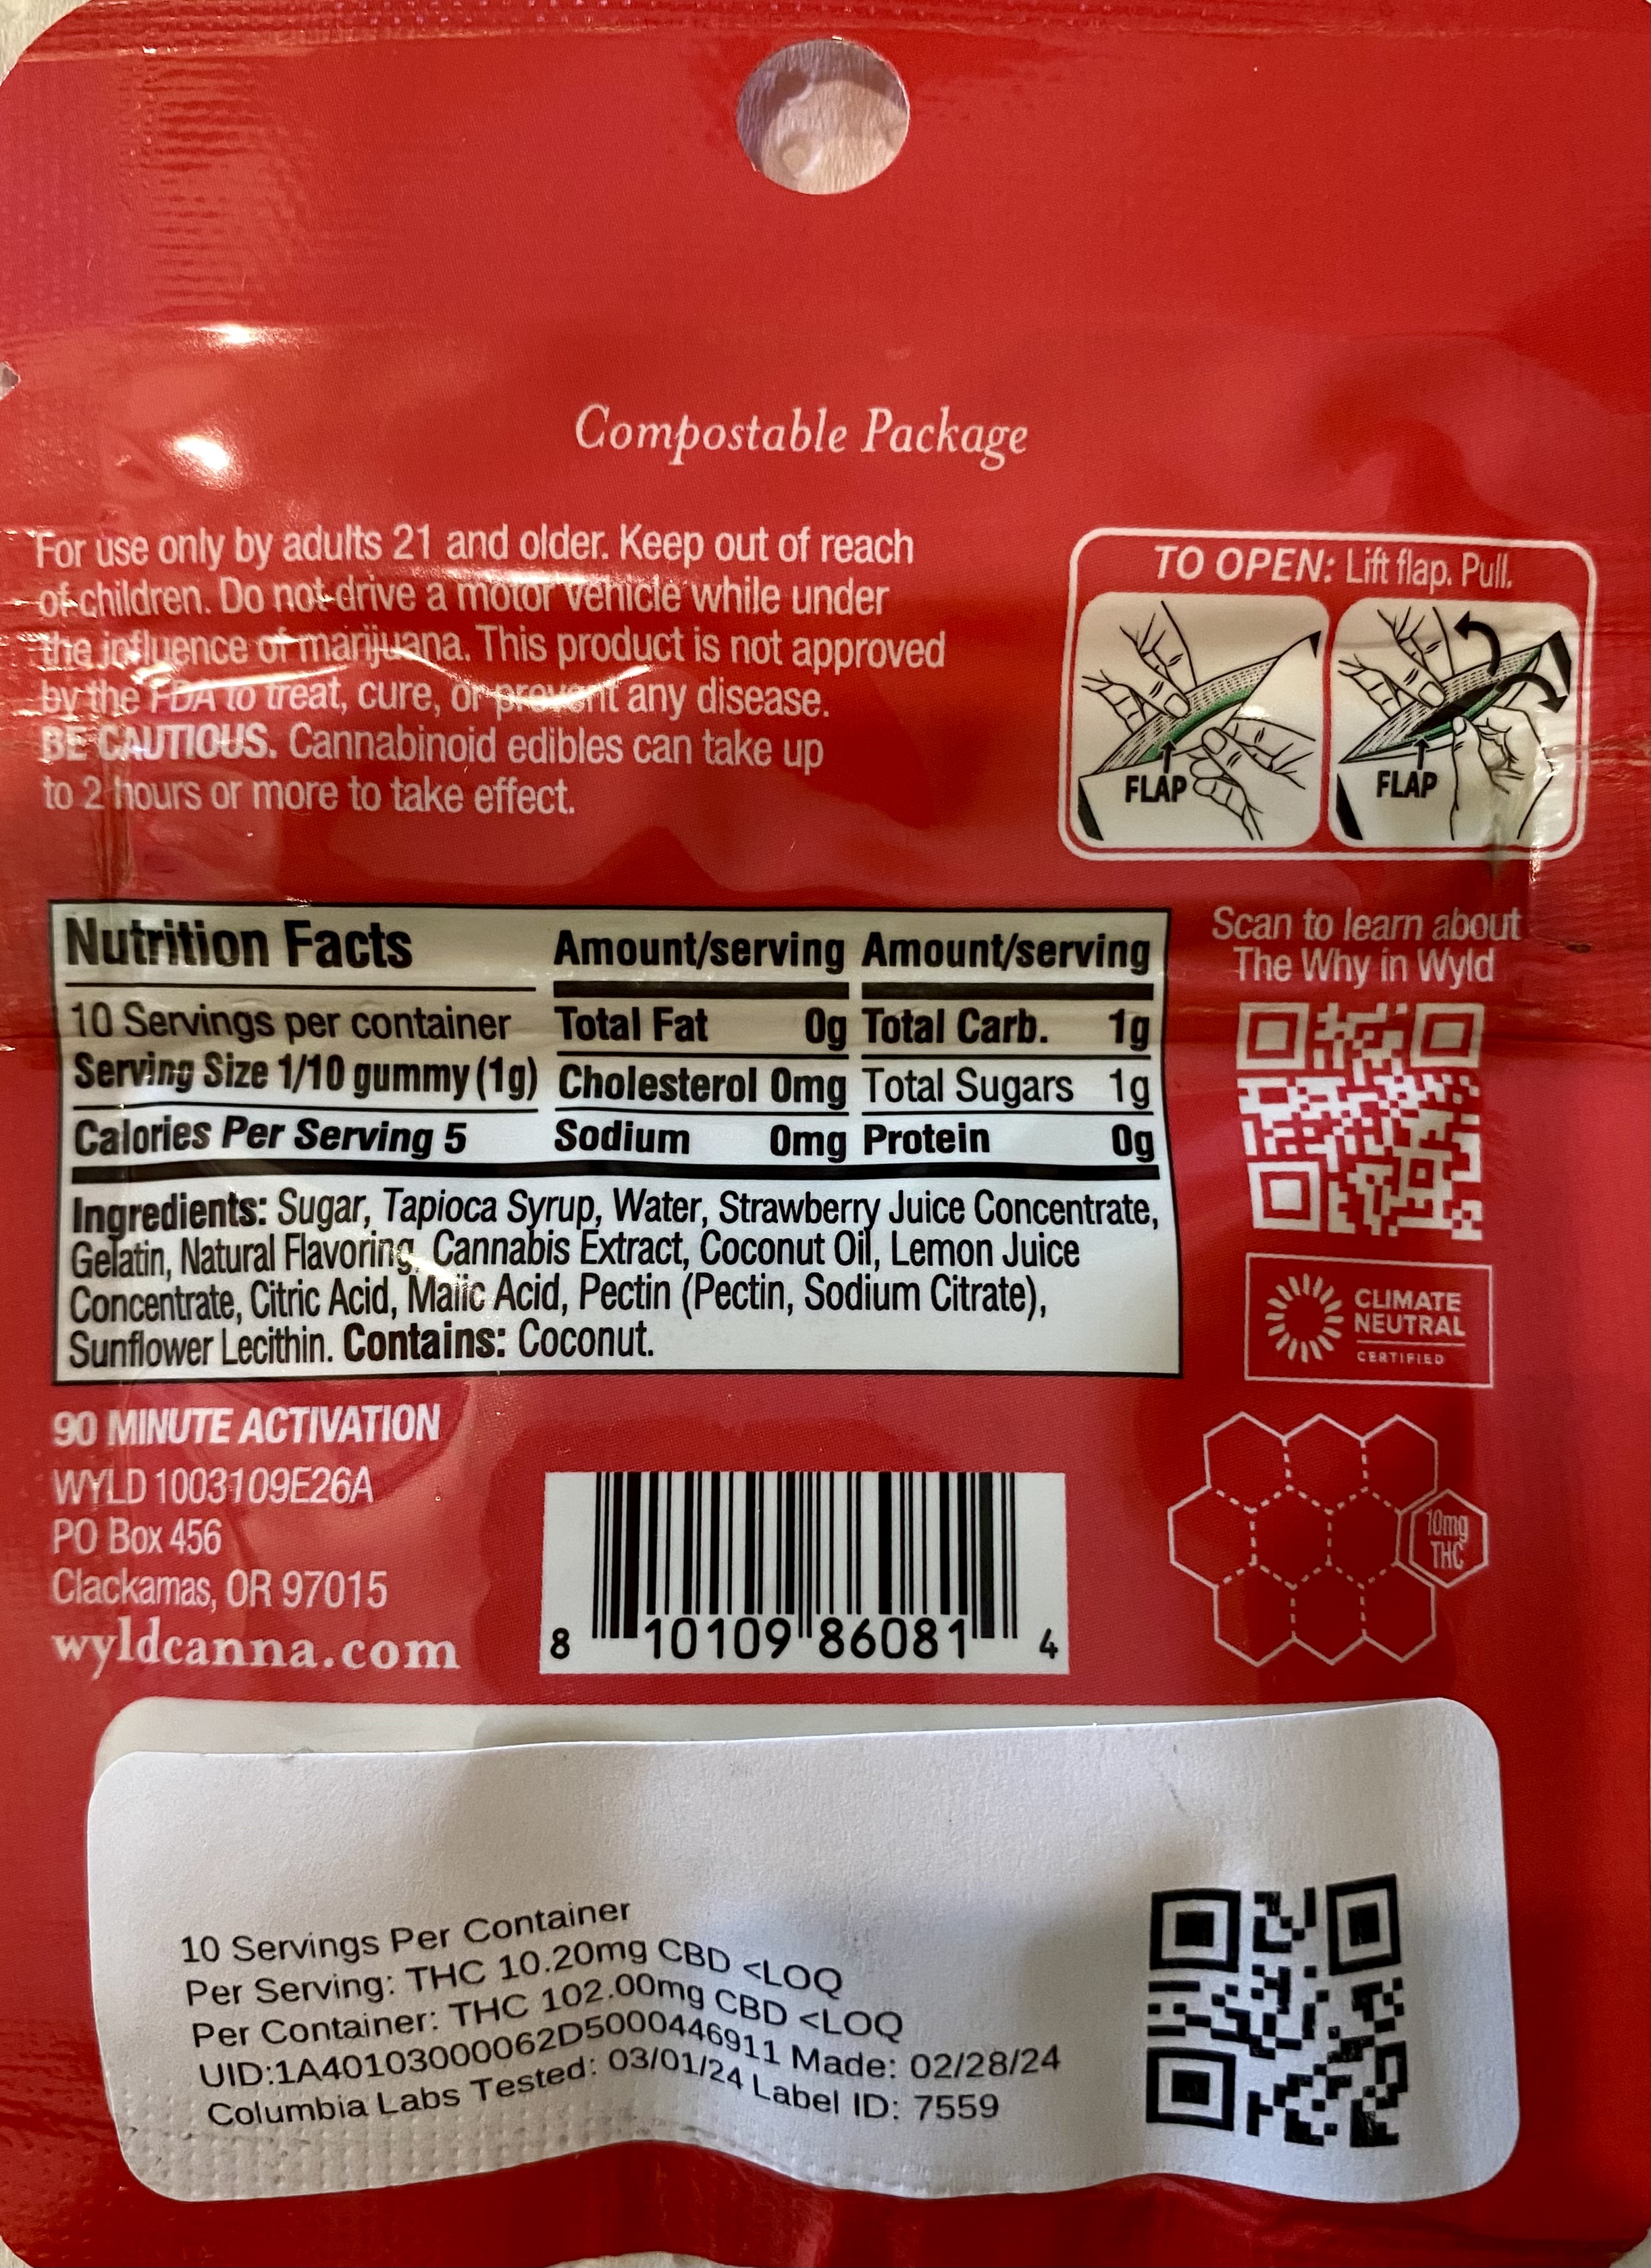 Compostable Package
For use only by adults 21 and older. Keep out of reach
of children. Do not drive a motor vehicle while under
the influence of marijuana. This product is not approved
by the FDA to treat, cure, or prevent any disease.
BE CAUTIOUS. Cannabinoid edibles can take up
to 2 hours or more to take effect.
TO OPEN: Lift flap. Pull.
FLAP
FLAP
Nutrition Facts
10 Servings per container
Serving Size 1/10 gummy (1g)
Calories Per Serving 5
Amount/serving
Total Fat 0g
Cholesterol 0mg
Sodium 0mg
Amount/serving
Total Carb. 1g
Total Sugars 1g
Protein 0g
Ingredients: Sugar, Tapioca Syrup, Water, Strawberry Juice Concentrate,
Gelatin, Natural Flavoring, Cannabis Extract, Coconut Oil, Lemon Juice
Concentrate, Citric Acid, Malic Acid, Pectin (Pectin, Sodium Citrate),
Sunflower Lecithin. Contains: Coconut.
Scan to learn about
The Why in Wyld
CLIMATE
NEUTRAL
CERTIFIED
90 MINUTE ACTIVATION
WYLD 1003109E26A
PO Box 456
Clackamas, OR 97015
wyldcanna.com
8 10109 86081 4
10mg
THC
10 Servings Per Container
Per Serving: THC 10.20mg CBD <LOQ
Per Container: THC 102.00mg CBD <LOQ
UID:1A40103000062D5000446911 Made: 02/28/24
Columbia Labs Tested: 03/01/24 Label ID: 7559